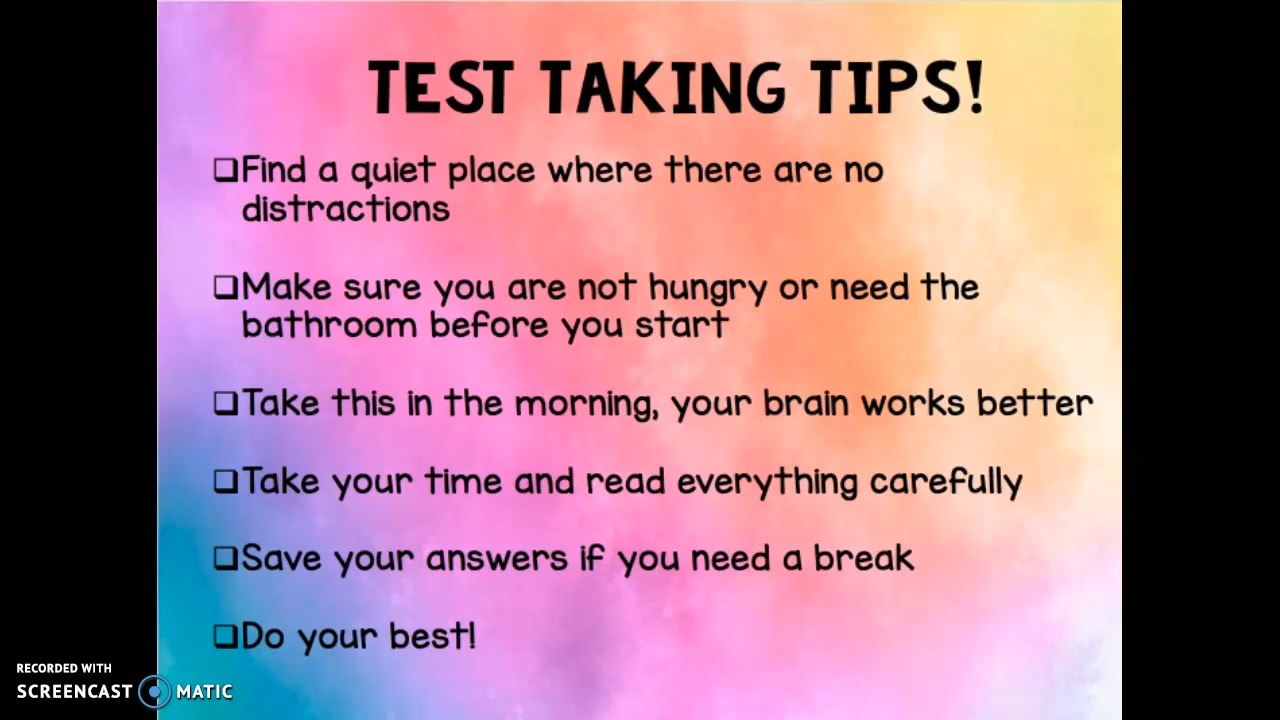 TEST TAKING TIPS!
❑Find a quiet place where there are no
distractions
❑Make sure you are not hungry or need the
bathroom before you start
❑Take this in the morning, your brain works better
❑Take your time and read everything carefully
❑Save your answers if you need a break
❑Do your best!
RECORDED WITH
SCREENCAST MATIC